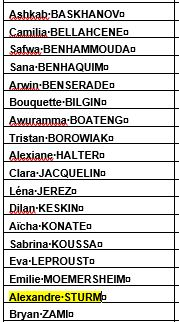 Ashkab·BASKHANOV¤
Camilia·BELLAHCENE¤
Safwa·BENHAMMOUDA¤
Sana·BENHAQUIM¤
Arwin·BENSERADE¤
Bouquette·BILGIN¤
Awuramma·BOATENG¤
Tristan·BOROWIAK¤
Alexiane·HALTER¤
Clara·JACQUELIN¤
Léna·JEREZ¤
Dilan·KESKIN¤
Aïcha·KONATE¤
Sabrina·KOUSSA¤
Eva·LEPROUST¤
Emilie·MOEMERSHEIM¤
Alexandre·STURM¤
Bryan·ZAMI¤